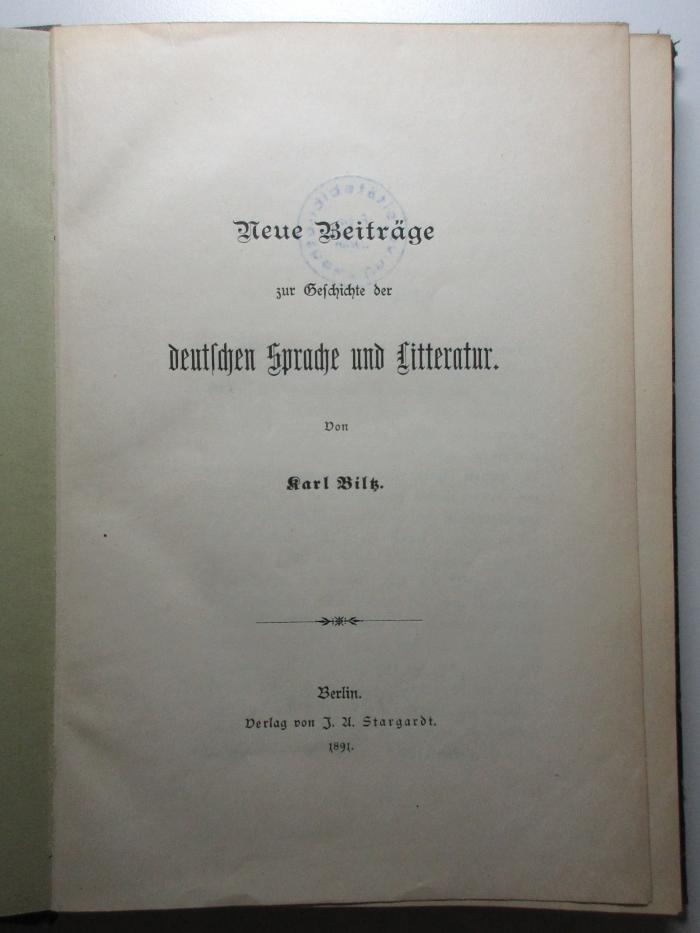 Neue Beiträge
zur Geſchichte der
deutſchen Sprache und Litteratur.
Von
Karl Biltz.
Berlin.
Verlag von J. A. Stargardt.
1891.